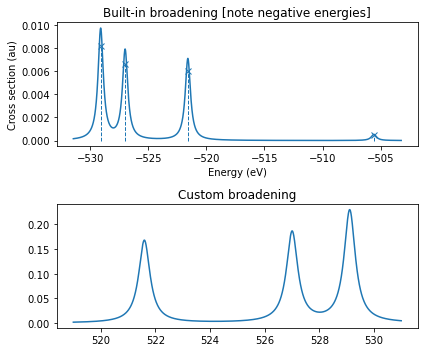 Built-in broadening [note negative energies]
Cross section (au)
0.010
0.008
0.006
0.004
0.002
0.000
−530 −525 −520 −515 −510 −505
Energy (eV)
Custom broadening
0.20
0.15
0.10
0.05
0.00
520 522 524 526 528 530